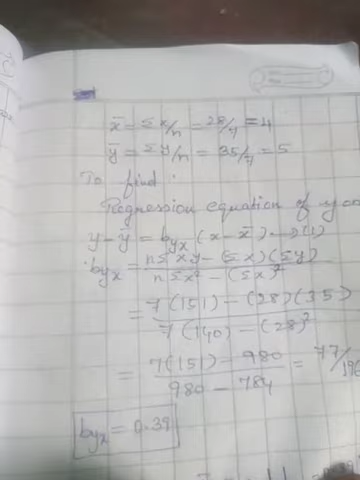 x̄ = Σx/n = 28/7 = 4
ȳ = Σy/n = 35/7 = 5
To find :
Regression equation of y on
y - ȳ = byx (x - x̄) → (1)
byx = nΣxy - (Σx)(Σy) / nΣx² - (Σx)²
= 7(151) - (28)(35) / 7(140) - (28)²
= 7(151) - 980 / 980 - 784 = 77/196
byx = 0.39